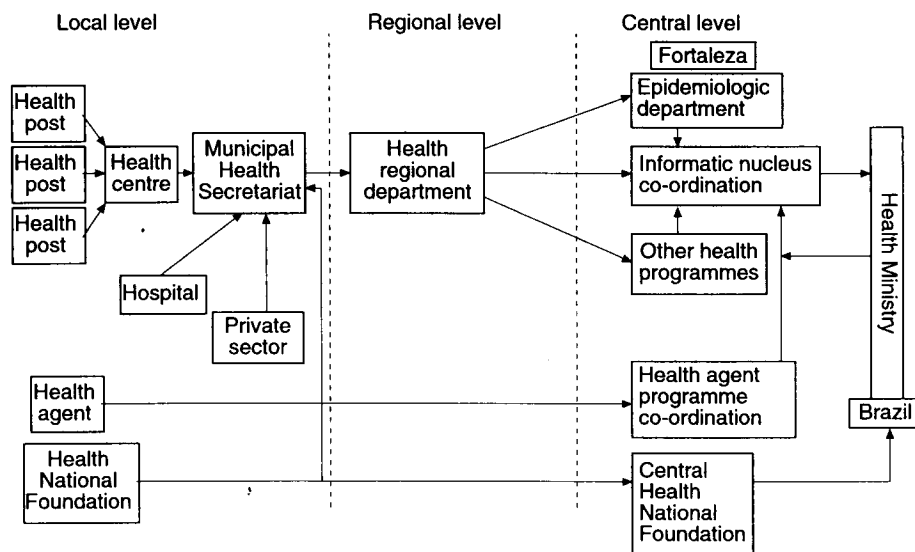 Local level
Regional level
Central level
Fortaleza
Health
post
Health
post
Health
post
Health
centre
Municipal
Health
Secretariat
Hospital
Private
sector
Health
regional
department
Epidemiologic
department
Informatic nucleus
co-ordination
Other health
programmes
Health Ministry
Health
agent
Health agent
programme
co-ordination
Brazil
Health
National
Foundation
Central
Health
National
Foundation